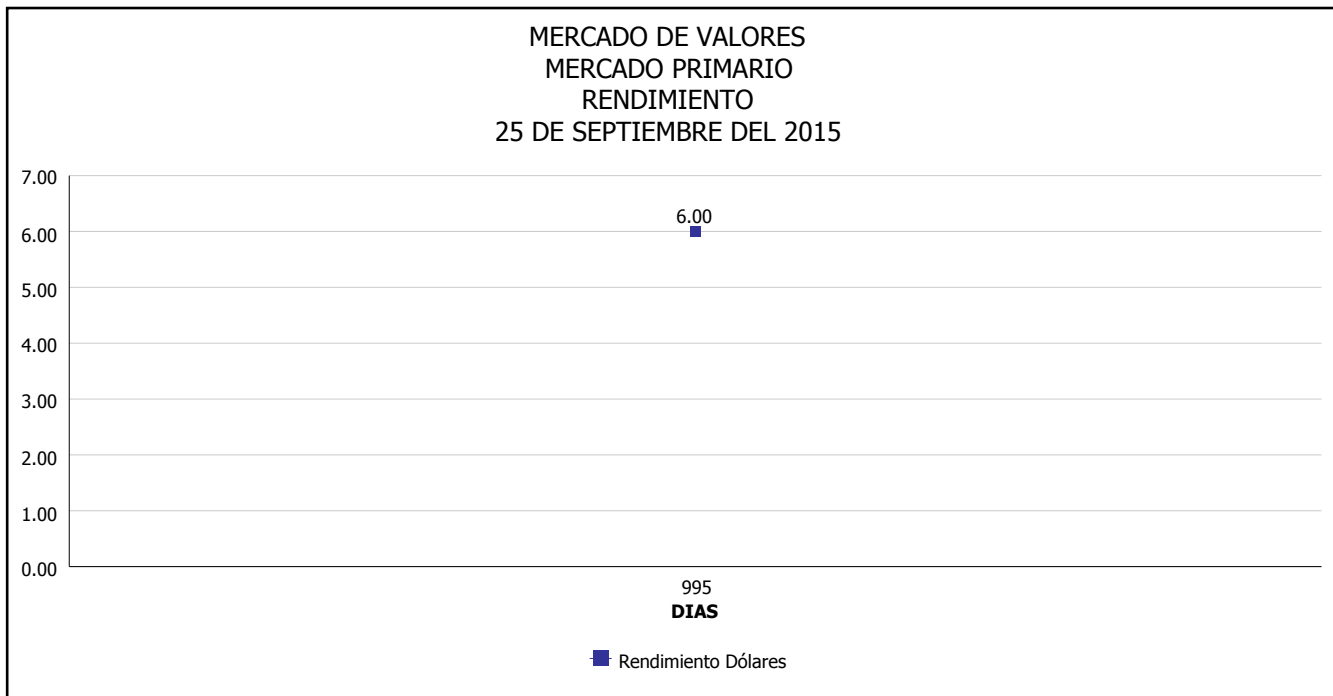 MERCADO DE VALORES
MERCADO PRIMARIO
RENDIMIENTO
25 DE SEPTIEMBRE DEL 2015
7.00
6.00
6.00
5.00
4.00
3.00
2.00
1.00
0.00
995
DIAS
Rendimiento Dólares